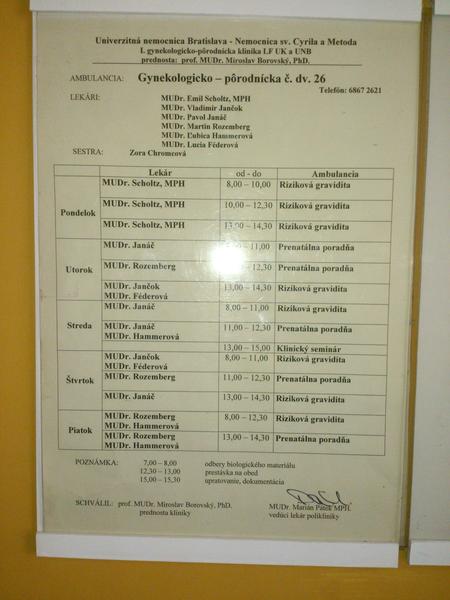 Univerzitná nemocnica Bratislava - Nemocnica sv. Cyrila a Metoda
I. gynekologicko-pôrodnícka klinika LF UK a UNB
prednosta: prof. MUDr. Miroslav Borovský, PhD.
AMBULANCIA: Gynekologicko – pôrodnícka č. dv. 26
Telefón: 6867 2621
LEKÁRI: MUDr. Emil Scholtz, MPH
MUDr. Vladimír Jančok
MUDr. Pavol Janáč
MUDr. Martin Rozemberg
MUDr. Ľubica Hammerová
MUDr. Lucia Féderová
SESTRA: Zora Chromcová
Lekár od - do Ambulancia
Pondelok MUDr. Scholtz, MPH 8,00 – 10,00 Riziková gravidita
MUDr. Scholtz, MPH 10,00 – 12,30 Riziková gravidita
MUDr. Scholtz, MPH 13,00 – 14,30 Riziková gravidita
Utorok MUDr. Janáč – 11,00 Prenatálna poradňa
MUDr. Rozemberg – 12,30 Prenatálna poradňa
MUDr. Jančok 13,00 – 14,30 Riziková gravidita
MUDr. Féderová
Streda MUDr. Janáč 8,00 – 11,00 Riziková gravidita
MUDr. Janáč 11,00 – 12,30 Prenatálna poradňa
MUDr. Hammerová
13,00 – 15,00 Klinický seminár
Štvrtok MUDr. Jančok 8,00 – 11,00 Riziková gravidita
MUDr. Féderová
MUDr. Rozemberg 11,00 – 12,30 Prenatálna poradňa
MUDr. Janáč 13,00 – 14,30 Riziková gravidita
Piatok MUDr. Rozemberg 8,00 – 12,30 Riziková gravidita
MUDr. Hammerová
MUDr. Rozemberg 13,00 – 14,30 Prenatálna poradňa
MUDr. Hammerová
POZNÁMKA: 7,00 – 8,00 odbery biologického materiálu
12,30 – 13,00 prestávka na obed
15,00 – 15,30 upratovanie, dokumentácia
SCHVÁLIL: prof. MUDr. Miroslav Borovský, PhD.
prednosta kliniky
MUDr. Marián Patek MPH.
vedúci lekár polikliniky